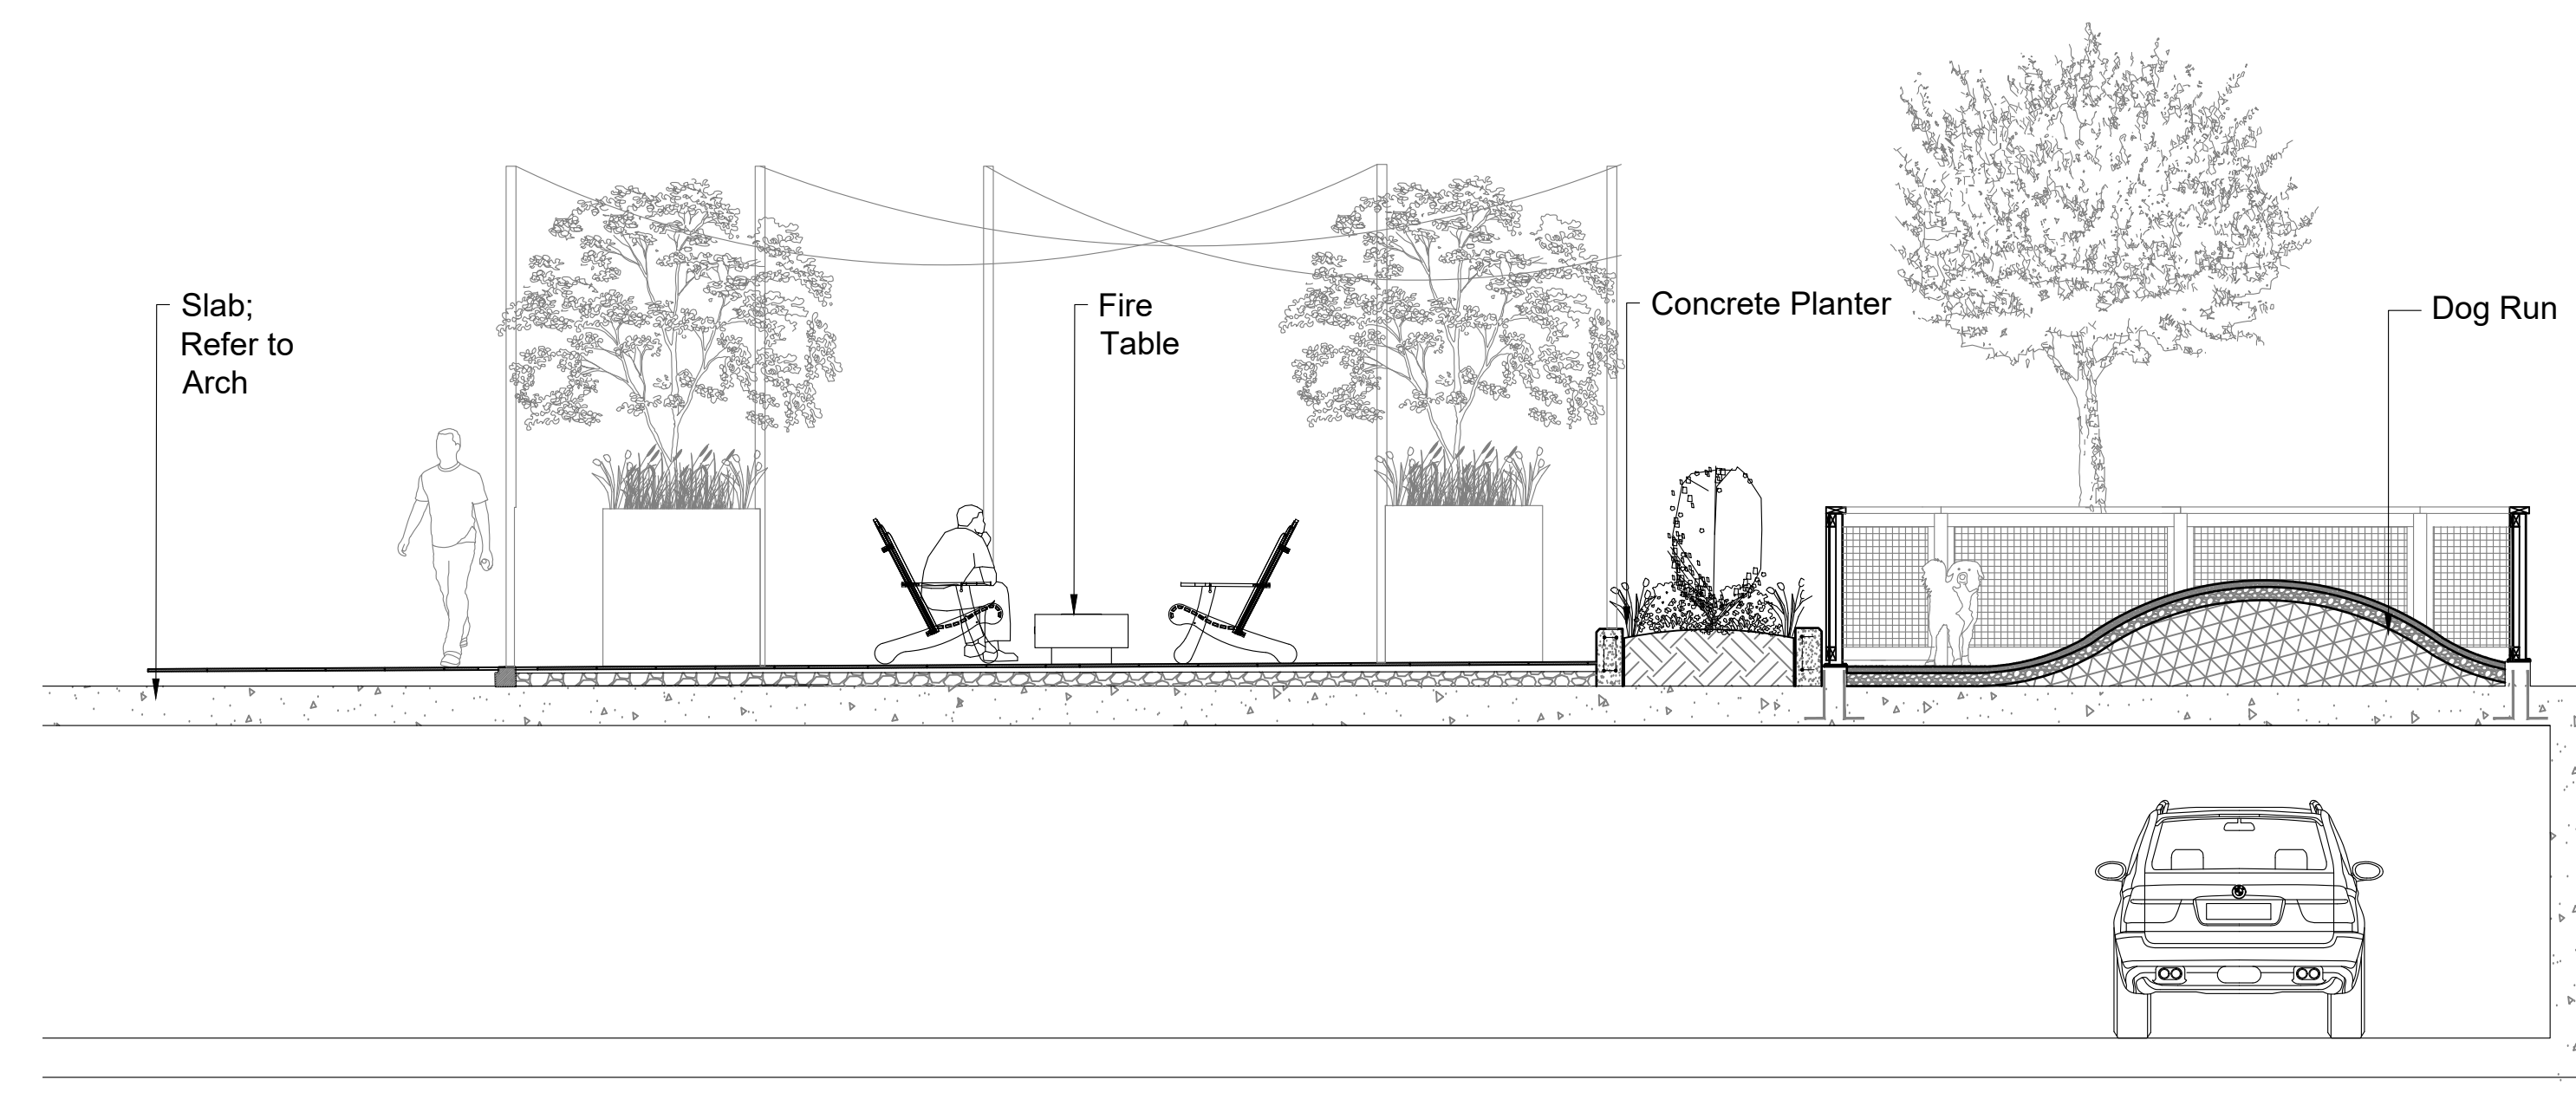 Slab;
Refer to
Arch
Fire
Table
Concrete Planter
Dog Run